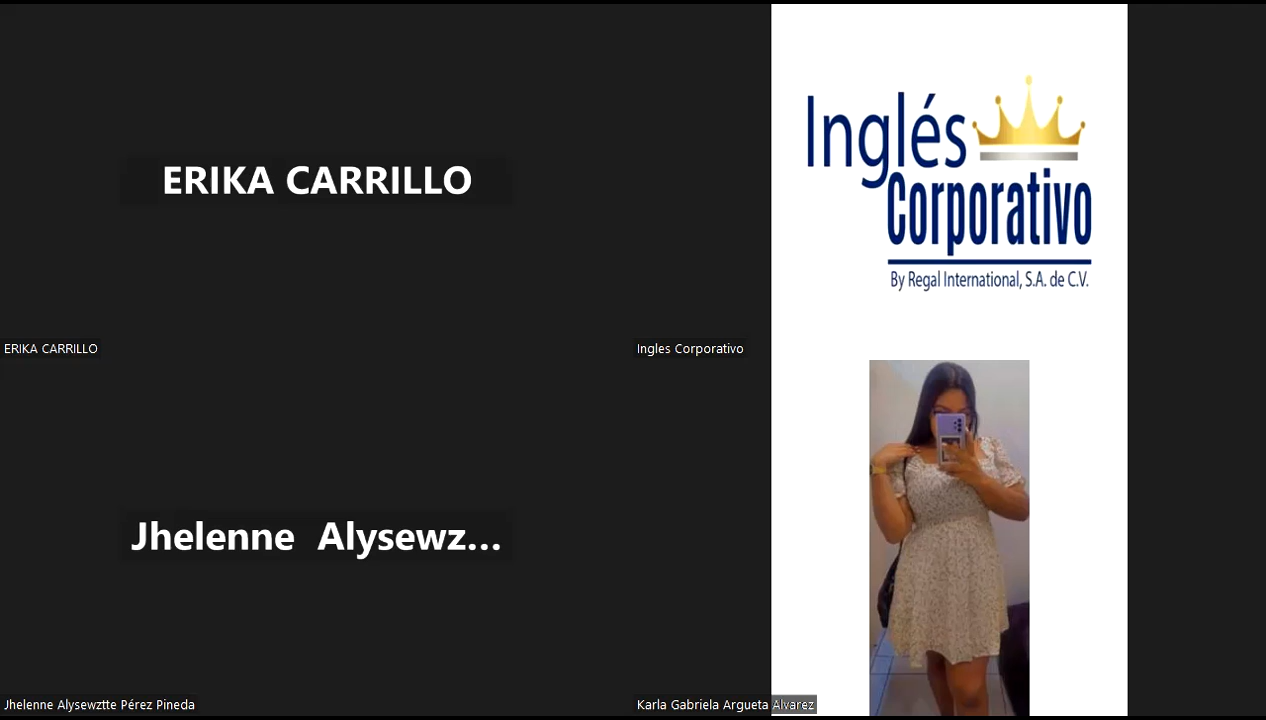 ERIKA CARRILLO
ERIKA CARRILLO
Inglés
Corporativo
By Regal International, S.A. de C.V.
Ingles Corporativo
Jhelenne Alysewz...
Jhelenne Alysewztte Pérez Pineda
Karla Gabriela Argueta Alvarez